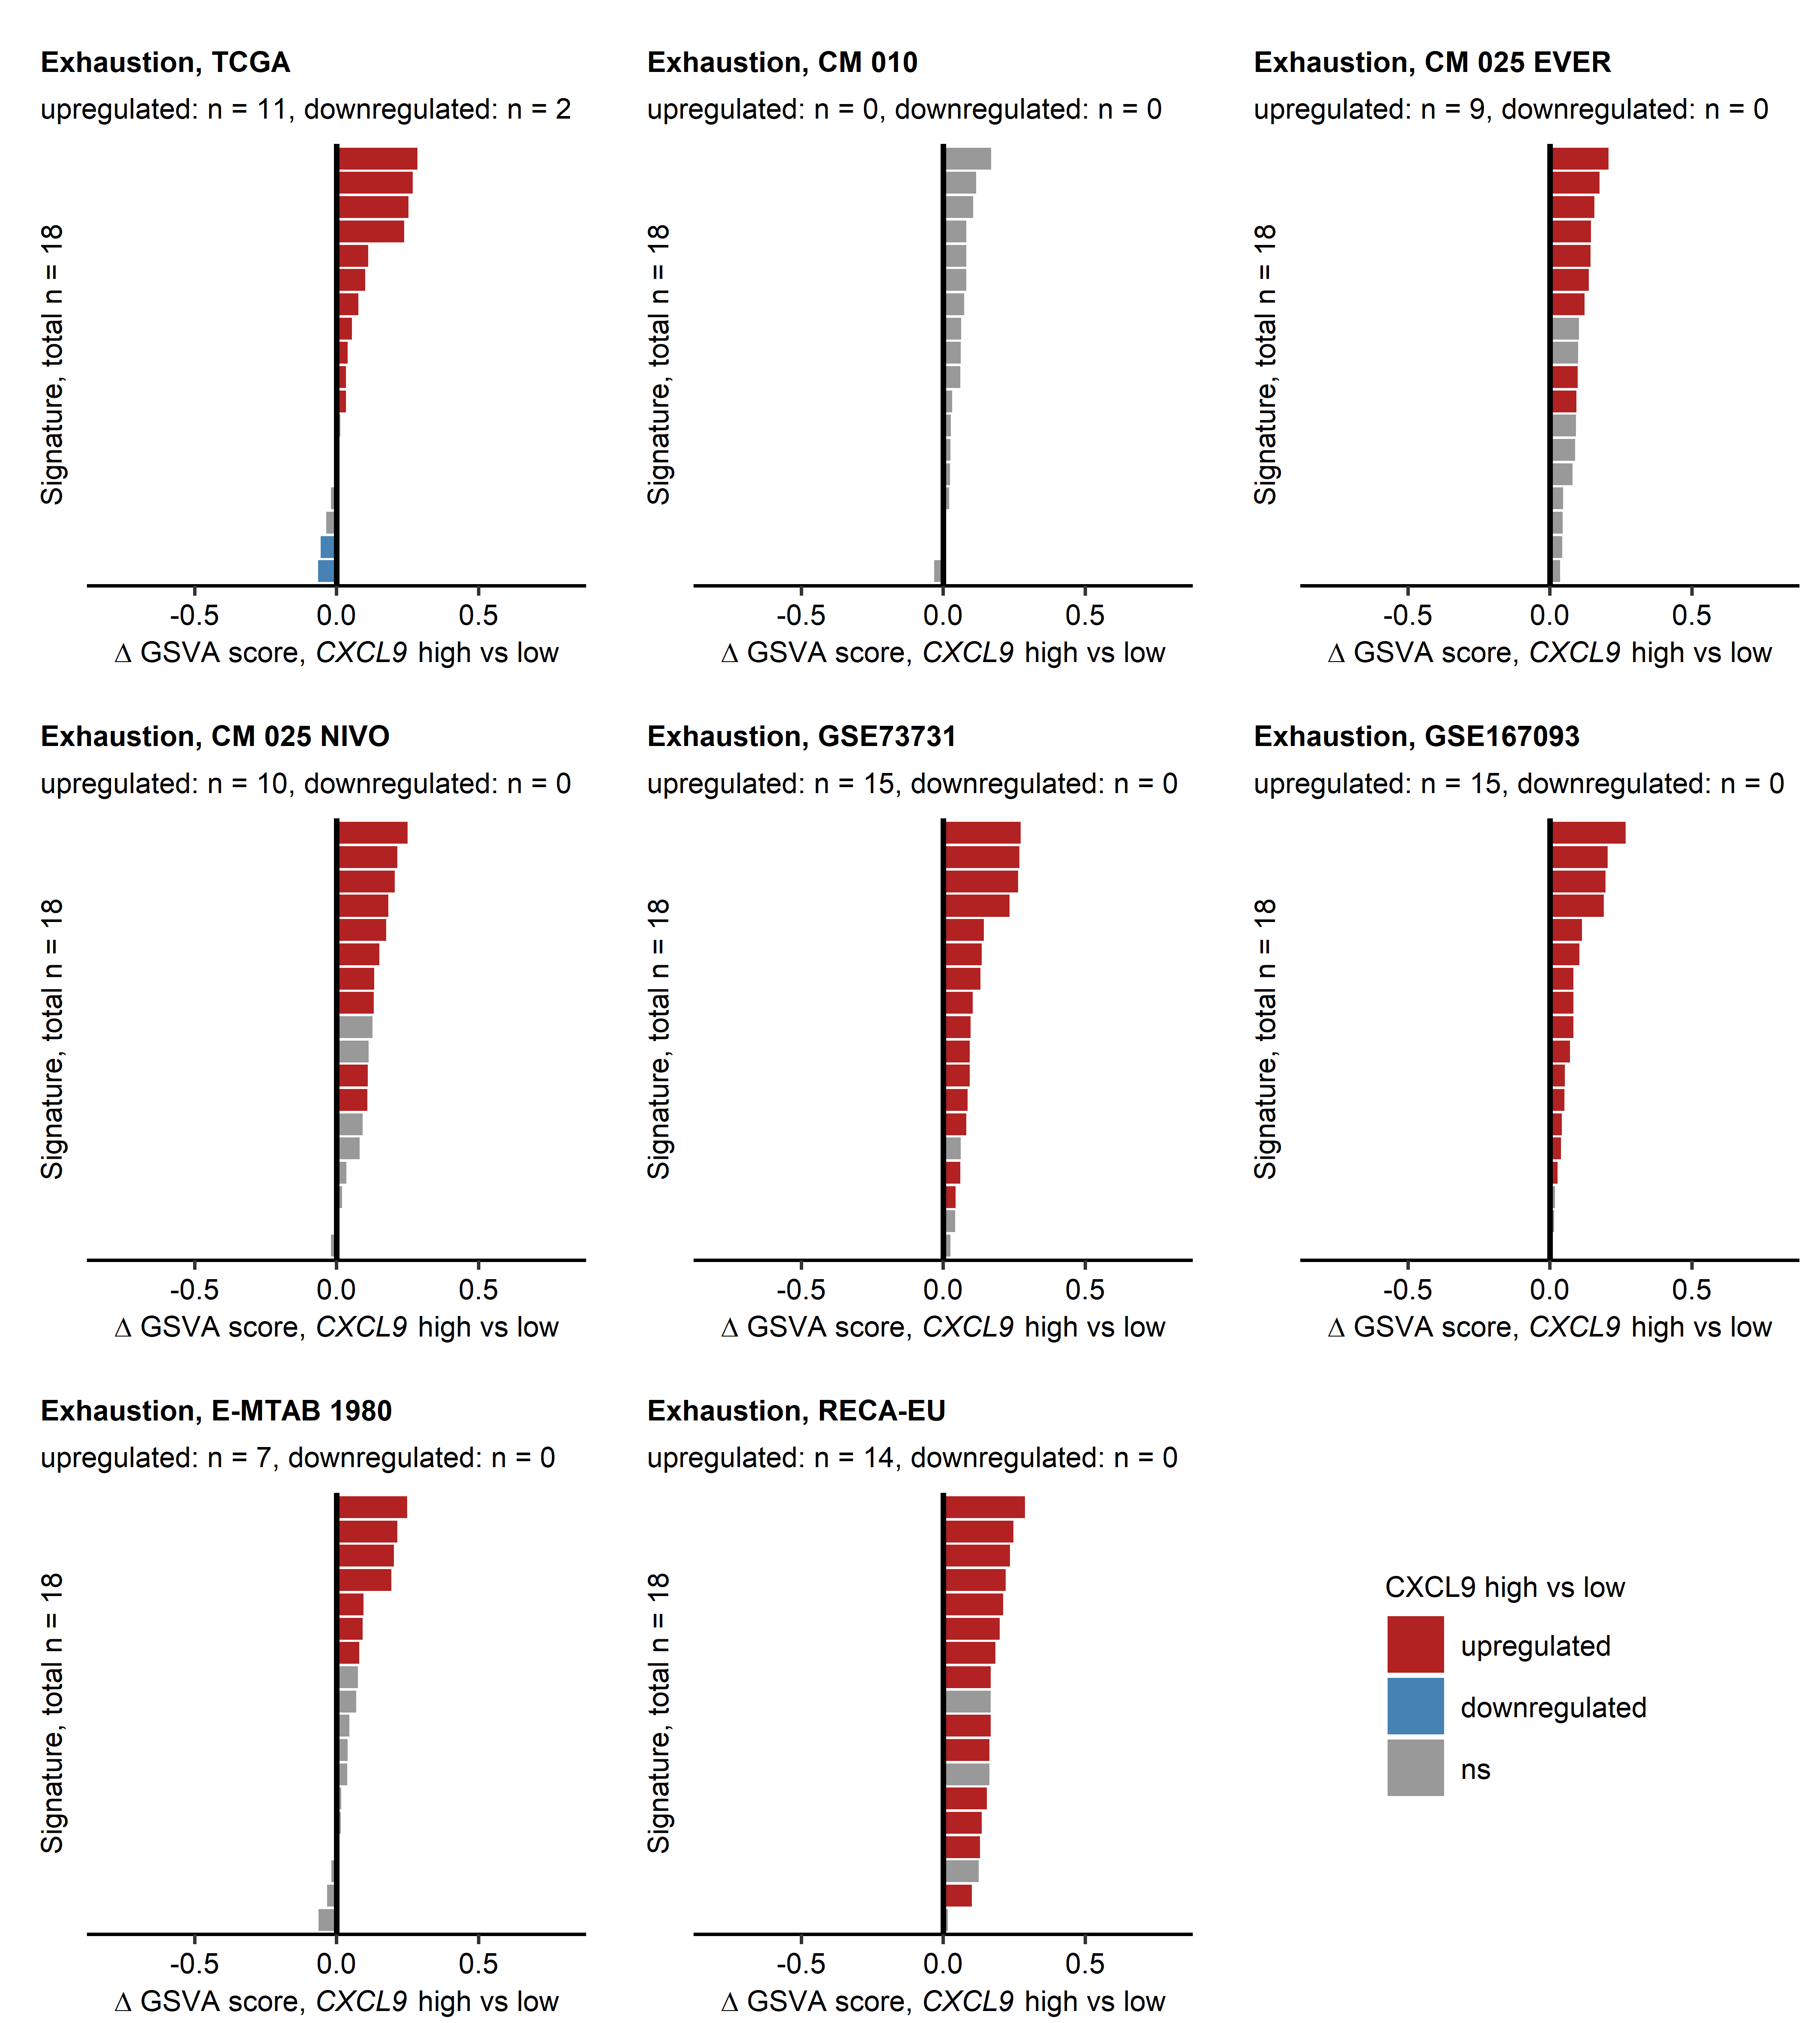 Exhaustion, TCGA
upregulated: n = 11, downregulated: n = 2
Signature, total n = 18
-0.5 0.0 0.5
Δ GSVA score, CXCL9 high vs low
Exhaustion, CM 010
upregulated: n = 0, downregulated: n = 0
Signature, total n = 18
-0.5 0.0 0.5
Δ GSVA score, CXCL9 high vs low
Exhaustion, CM 025 EVER
upregulated: n = 9, downregulated: n = 0
Signature, total n = 18
-0.5 0.0 0.5
Δ GSVA score, CXCL9 high vs low
Exhaustion, CM 025 NIVO
upregulated: n = 10, downregulated: n = 0
Signature, total n = 18
-0.5 0.0 0.5
Δ GSVA score, CXCL9 high vs low
Exhaustion, GSE73731
upregulated: n = 15, downregulated: n = 0
Signature, total n = 18
-0.5 0.0 0.5
Δ GSVA score, CXCL9 high vs low
Exhaustion, GSE167093
upregulated: n = 15, downregulated: n = 0
Signature, total n = 18
-0.5 0.0 0.5
Δ GSVA score, CXCL9 high vs low
Exhaustion, E-MTAB 1980
upregulated: n = 7, downregulated: n = 0
Signature, total n = 18
-0.5 0.0 0.5
Δ GSVA score, CXCL9 high vs low
Exhaustion, RECA-EU
upregulated: n = 14, downregulated: n = 0
Signature, total n = 18
-0.5 0.0 0.5
Δ GSVA score, CXCL9 high vs low
CXCL9 high vs low
upregulated
downregulated
ns